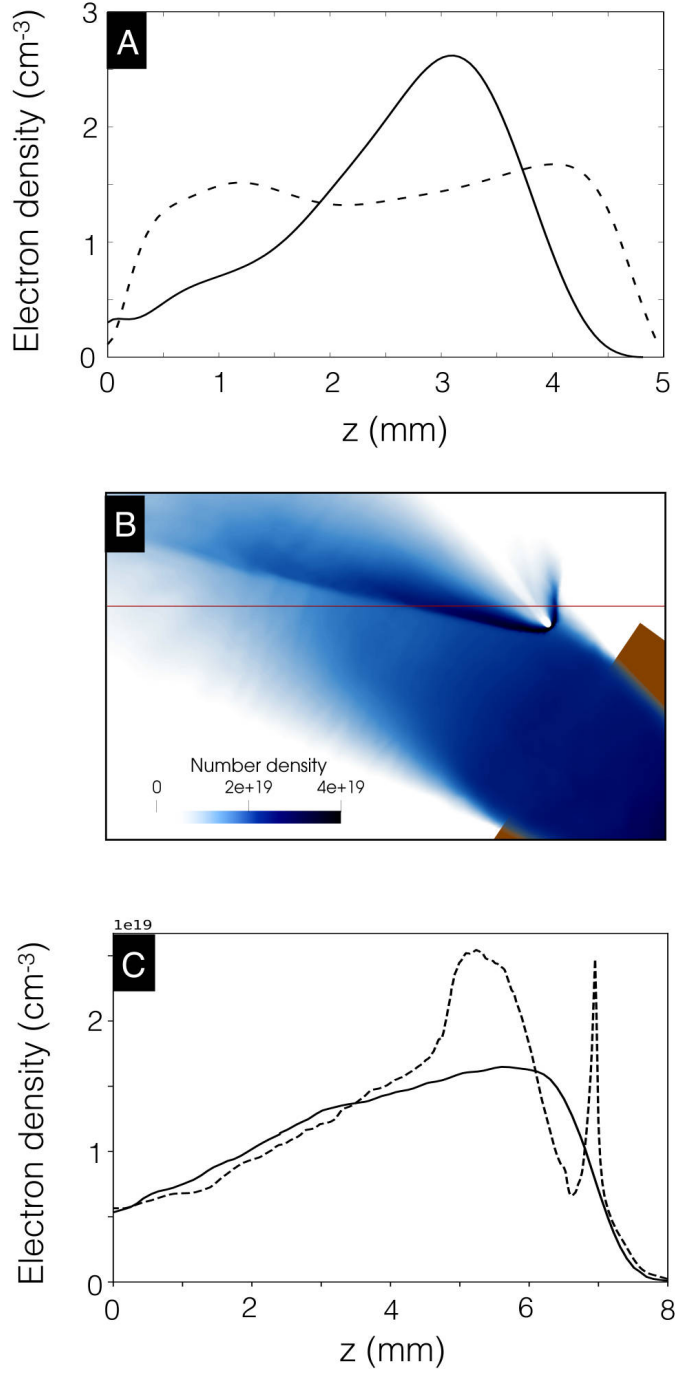 A
Electron density (cm-3)
3
2
1
0
0 1 2 3 4 5
z (mm)
B
Number density
0 2e+19 4e+19
1e19
C
Electron density (cm-3)
2
1
0
0 2 4 6 8
z (mm)